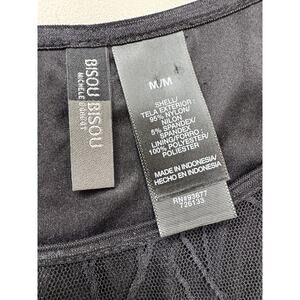 BISOU BISOU
MICHELE BOHBOT
M/M
SHELL/
TELA EXTERIOR:
95% NYLON/
NILON
5% SPANDEX/
SPANDEX
LINING/FORRO:
100% POLYESTER/
POLIESTER
MADE IN INDONESIA/
HECHO EN INDONESIA
RN#93677
726133